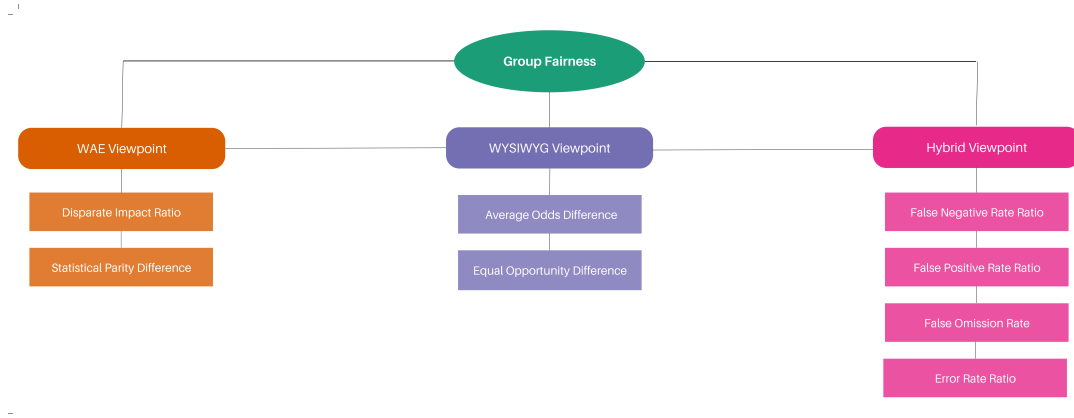 Group Fairness
WAE Viewpoint
WYSIWYG Viewpoint
Hybrid Viewpoint
Disparate Impact Ratio
Statistical Parity Difference
Average Odds Difference
Equal Opportunity Difference
False Negative Rate Ratio
False Positive Rate Ratio
False Omission Rate
Error Rate Ratio